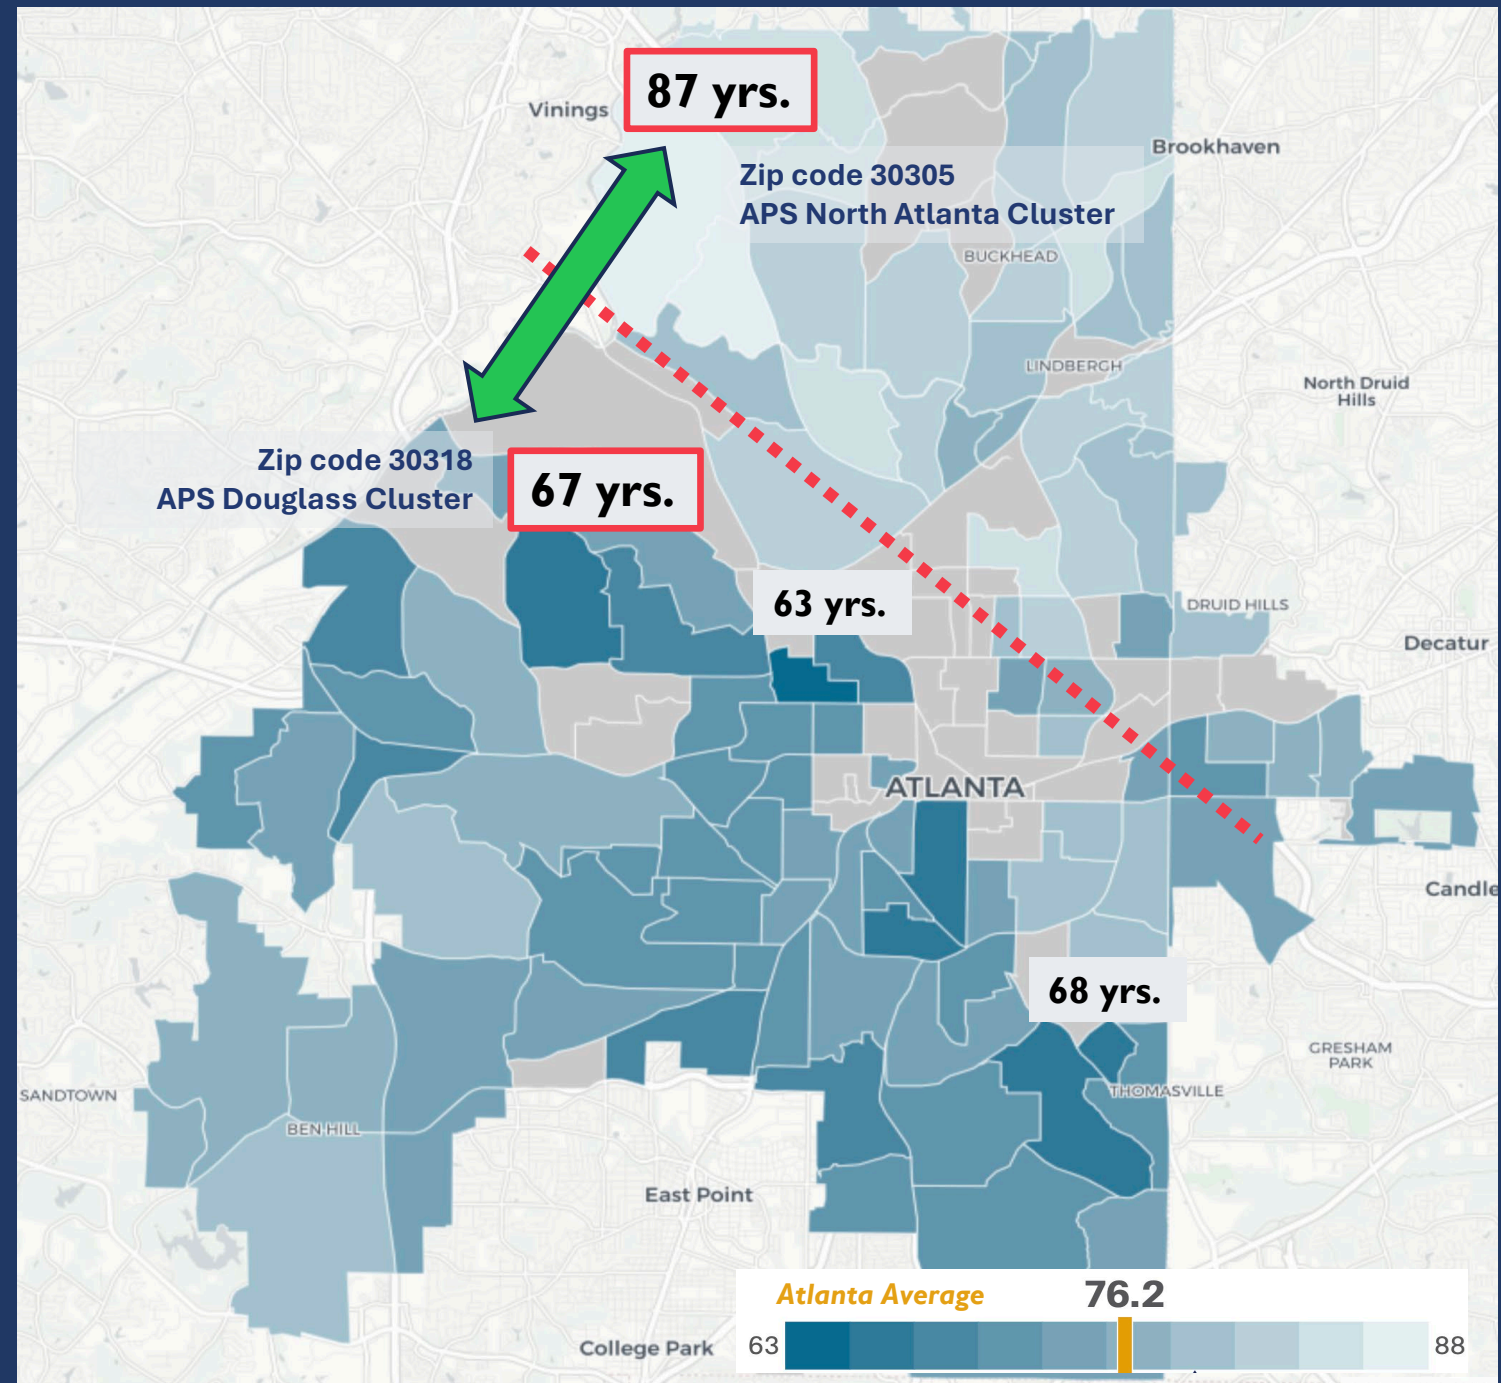 87 yrs.
Vinings
Brookhaven
Zip code 30305
APS North Atlanta Cluster
BUCKHEAD
LINDBERGH
North Druid
Hills
Zip code 30318
APS Douglass Cluster
67 yrs.
63 yrs.
DRUID HILLS
Decatur
ATLANTA
Candle
68 yrs.
GRESHAM
PARK
SANDTOWN
THOMASVILLE
BEN HILL
East Point
Atlanta Average
76.2
63
88
College Park